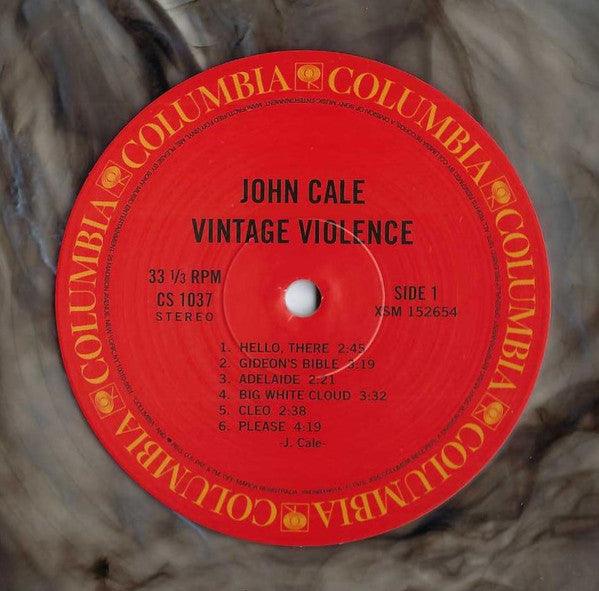 COLUMBIA COLUMBIA COLUMBIA COLUMBIA COLUMBIA COLUMBIA
JOHN CALE
VINTAGE VIOLENCE
33 1/3 RPM
CS 1037
STEREO
SIDE 1
XSM 152654
1. HELLO, THERE 2:45
2. GIDEON'S BIBLE 3:19
3. ADELAIDE 2:21
4. BIG WHITE CLOUD 3:32
5. CLEO 2:38
6. PLEASE 4:19
-J. Cale-